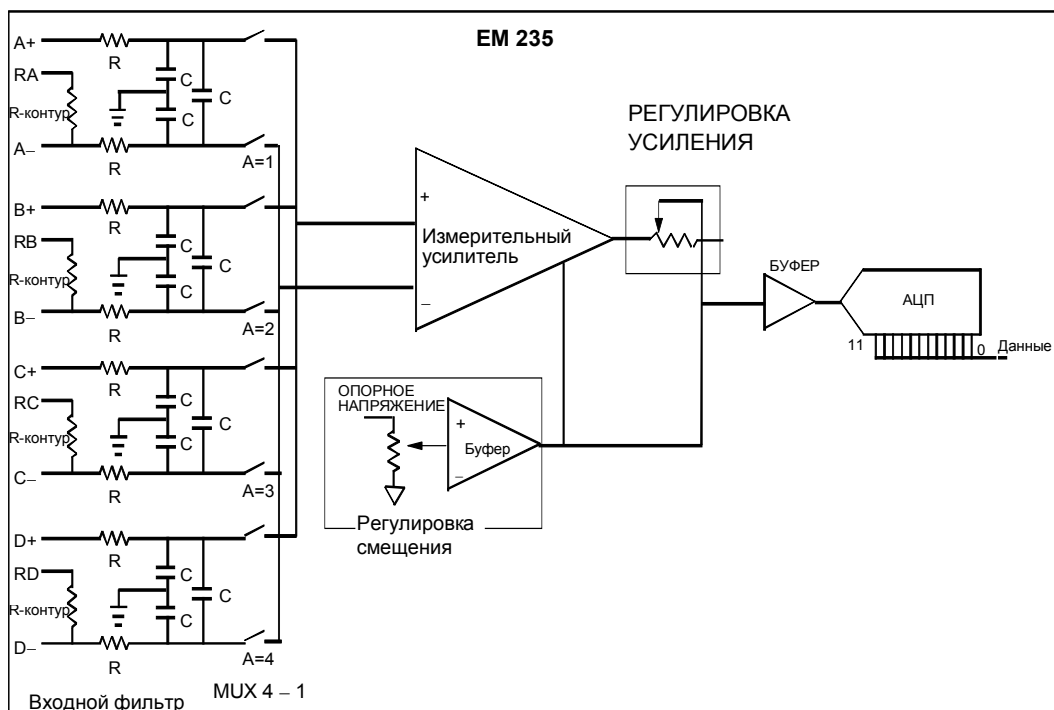 EM 235
A+
R
RA
C
R-контур
C
C
A–
R
A=1
B+
R
RB
C
R-контур
C
C
B–
R
A=2
C+
R
RC
C
R-контур
C
C
C–
R
A=3
D+
R
RD
C
R-контур
C
C
D–
R
A=4
Входной фильтр
MUX 4 – 1
+
Измерительный
усилитель
–
РЕГУЛИРОВКА
УСИЛЕНИЯ
БУФЕР
АЦП
11
0
Данные
ОПОРНОЕ
НАПРЯЖЕНИЕ
+
Буфер
–
Регулировка
смещения